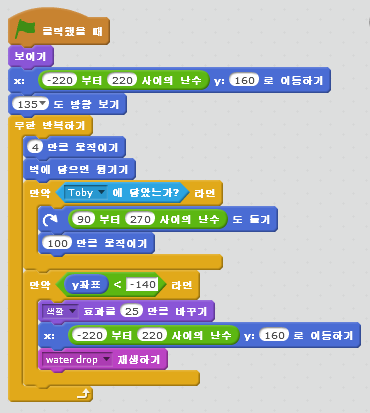 클릭했을 때
보이기
x: -220 부터 220 사이의 난수 y: 160 로 이동하기
135 도 방향 보기
무한 반복하기
4 만큼 움직이기
벽에 닿으면 튕기기
만약 Toby 에 닿았는가? 라면
90 부터 270 사이의 난수 도 돌기
100 만큼 움직이기
만약 y좌표 < -140 라면
색깔 효과를 25 만큼 바꾸기
x: -220 부터 220 사이의 난수 y: 160 로 이동하기
water drop 재생하기